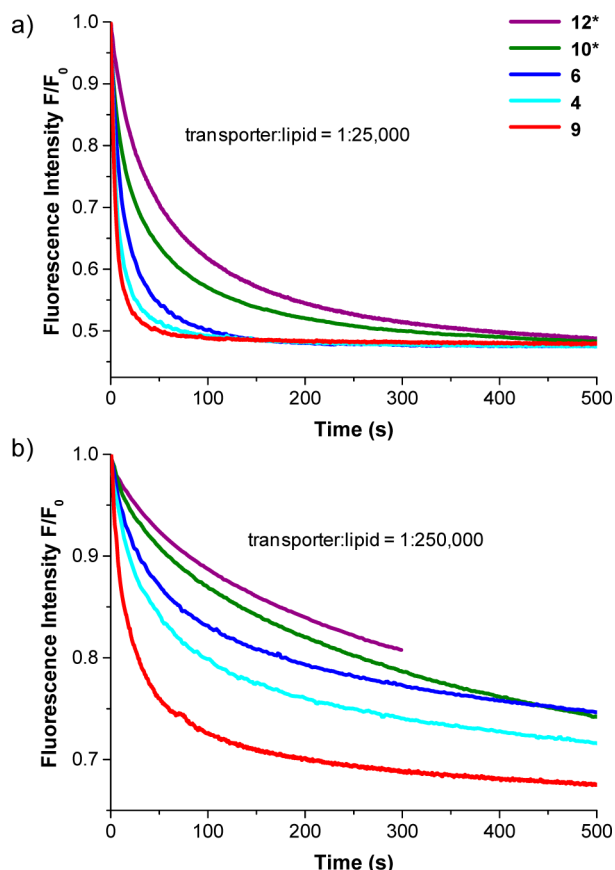 a)
Fluorescence Intensity F/F0
1.0
0.9
0.8
0.7
0.6
0.5
transporter:lipid = 1:25,000
12*
10*
6
4
9
0 100 200 300 400 500
Time (s)
b)
Fluorescence Intensity F/F0
1.0
0.9
0.8
0.7
transporter:lipid = 1:250,000
0 100 200 300 400 500
Time (s)